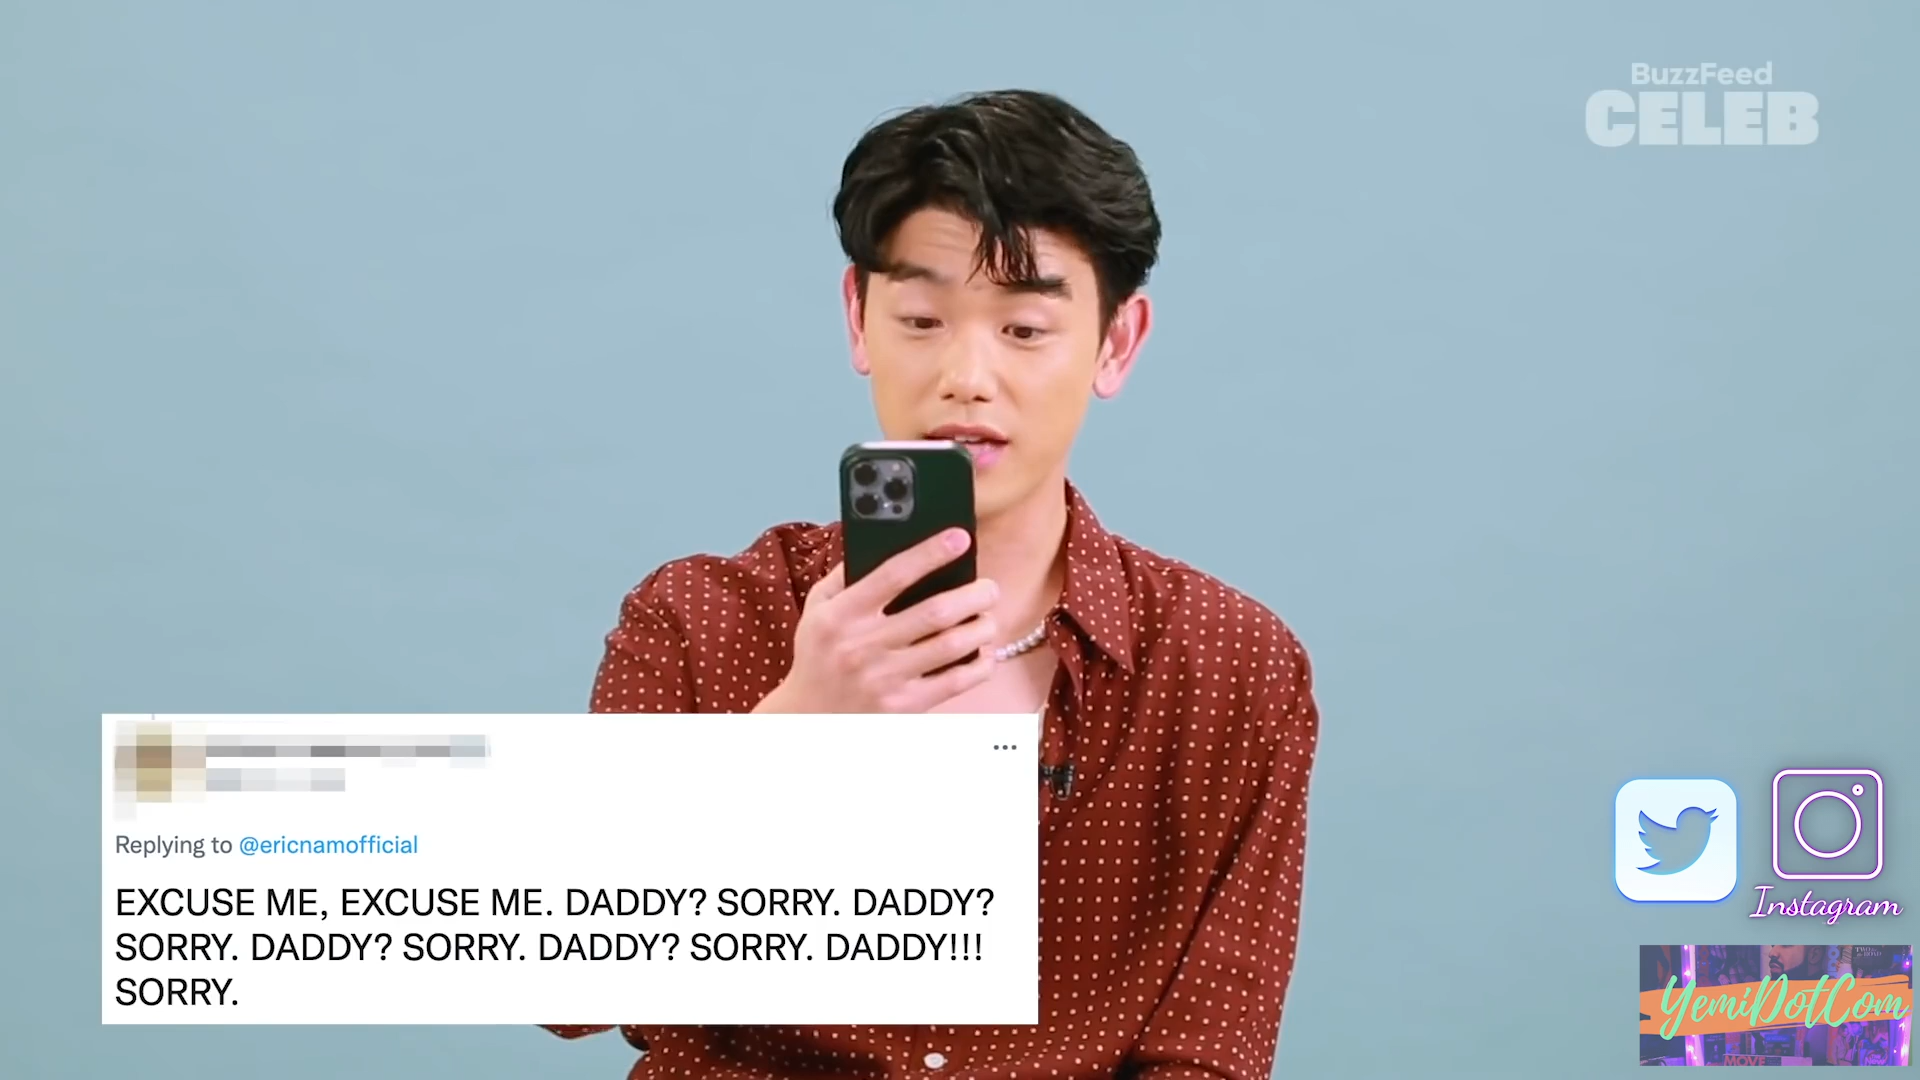 BuzzFeed
CELEB
Replying to @ericnamofficial
EXCUSE ME, EXCUSE ME. DADDY? SORRY. DADDY?
SORRY. DADDY? SORRY. DADDY? SORRY. DADDY!!!
SORRY.
Instagram
YemiDotCom
MOVE